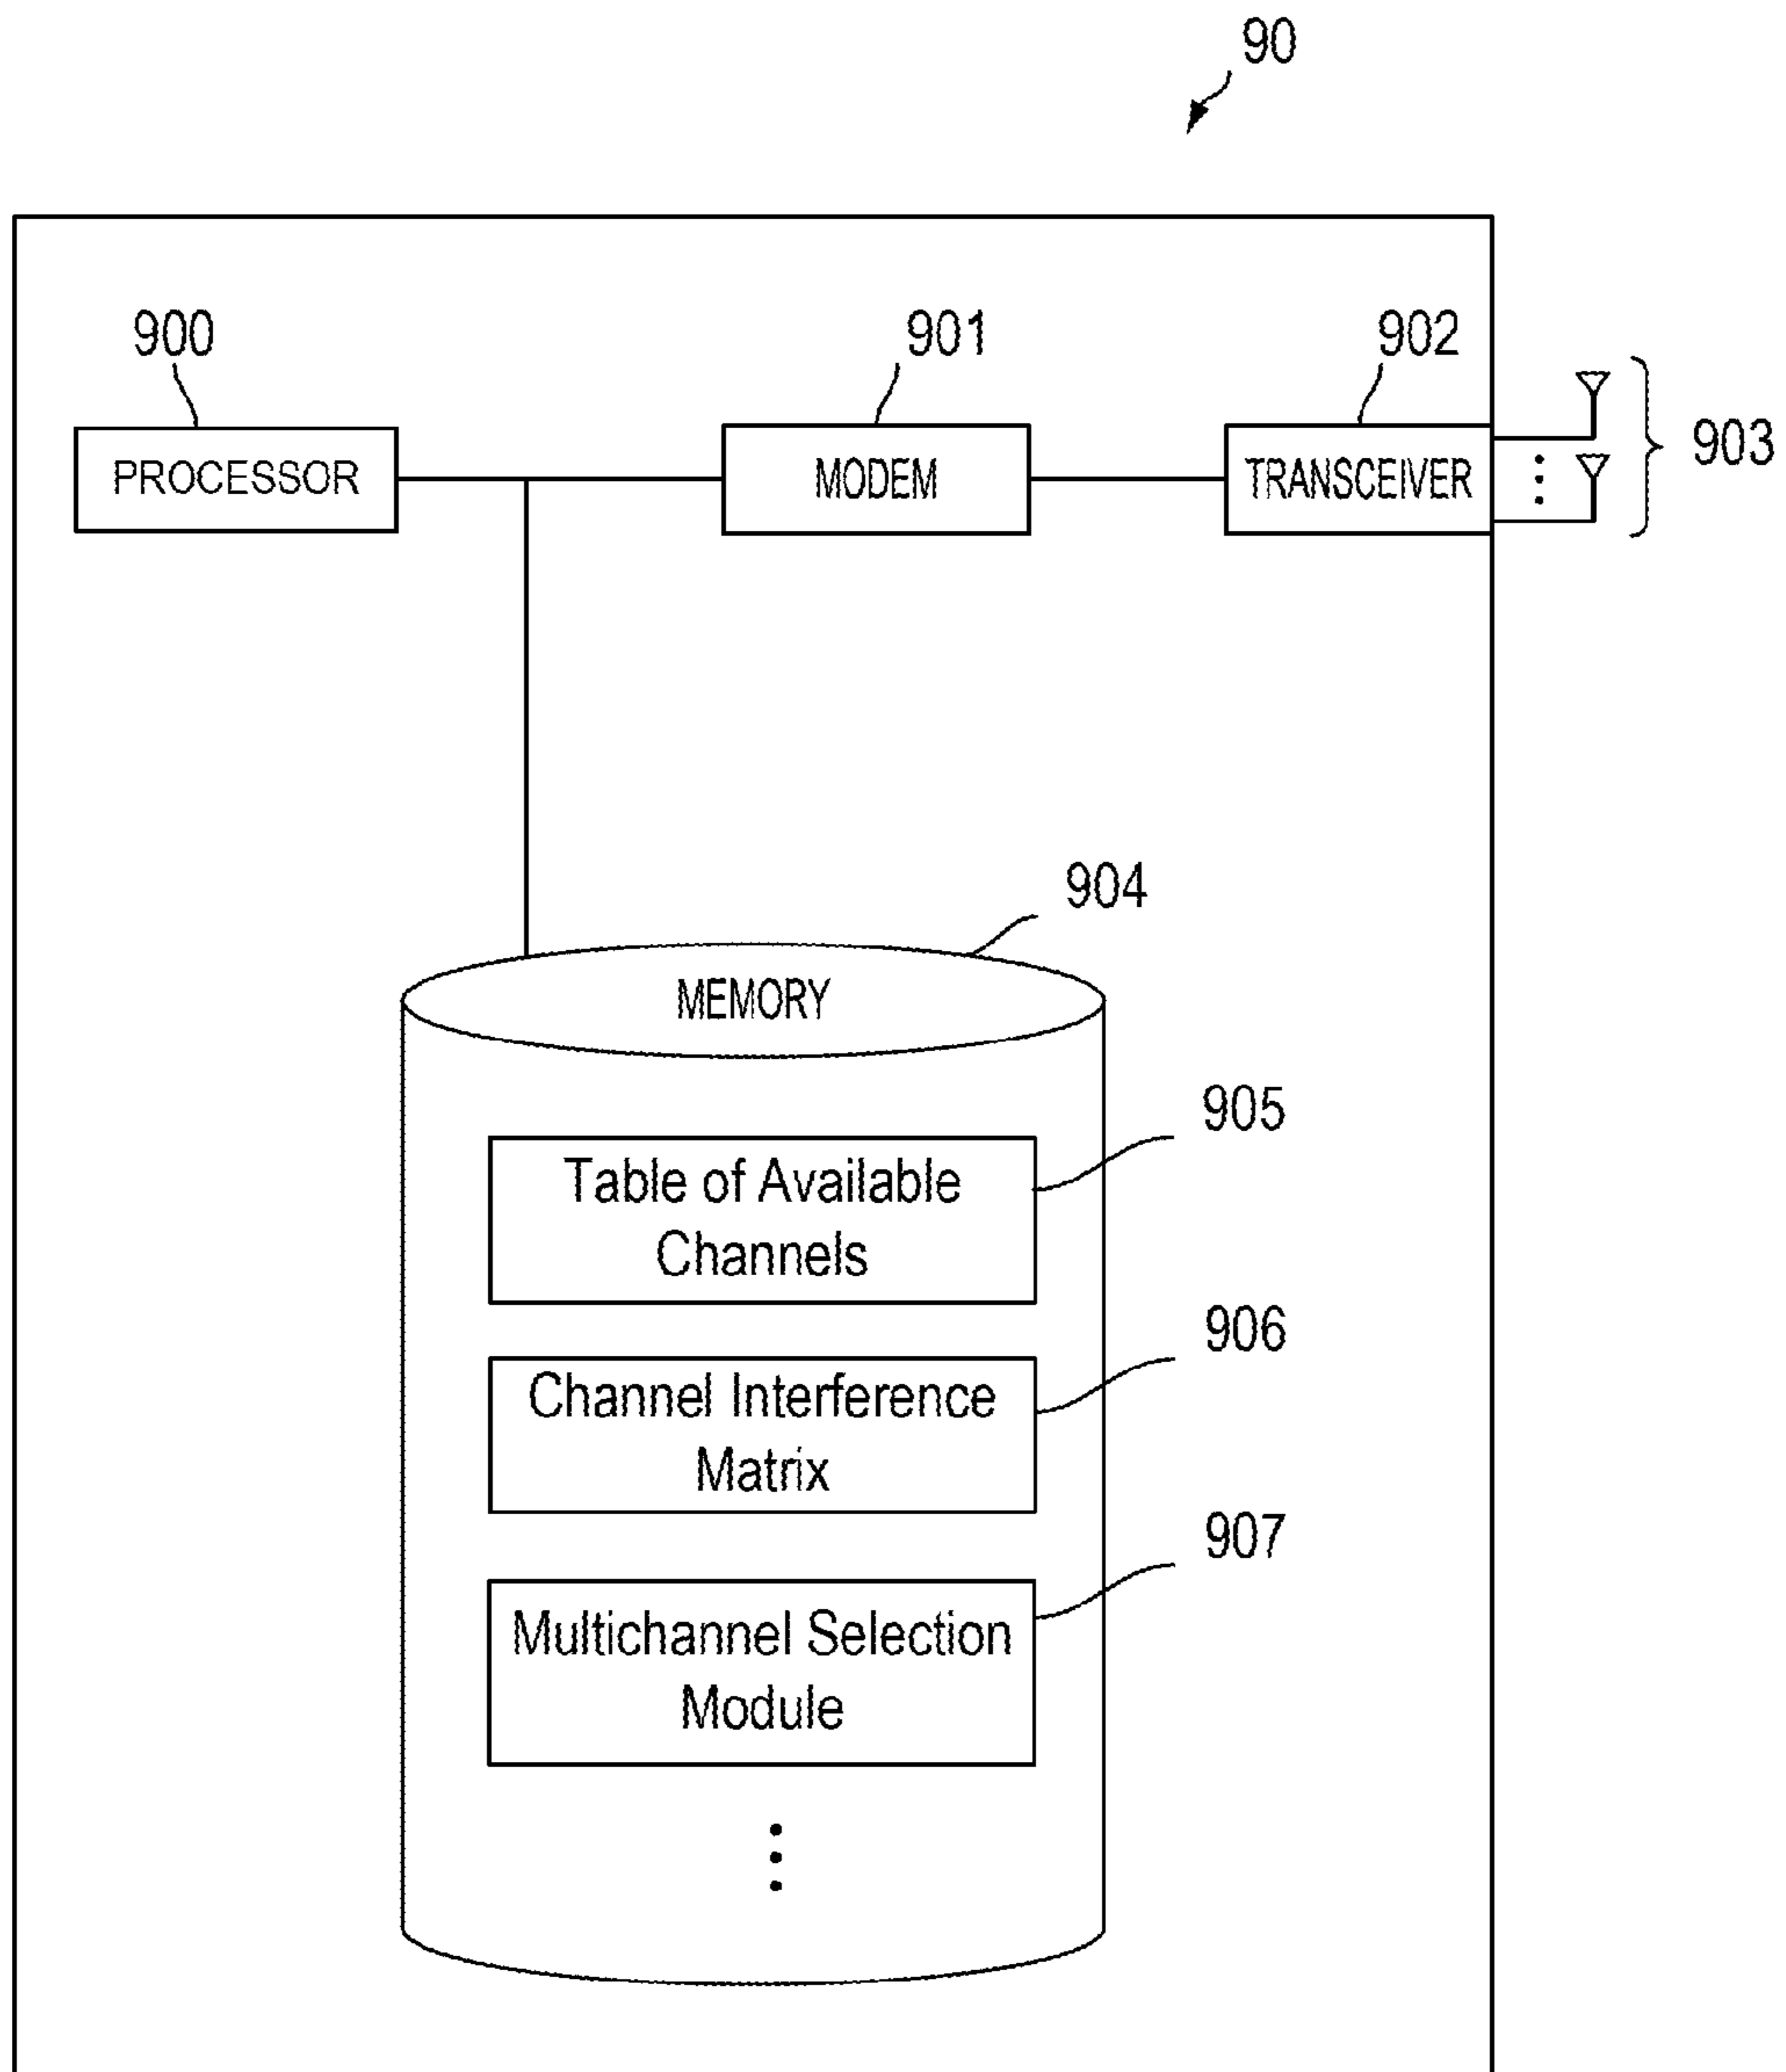 90
900
901
902
PROCESSOR
MODEM
TRANSCEIVER
903
904
MEMORY
905
Table of Available
Channels
906
Channel Interference
Matrix
907
Multichannel Selection
Module